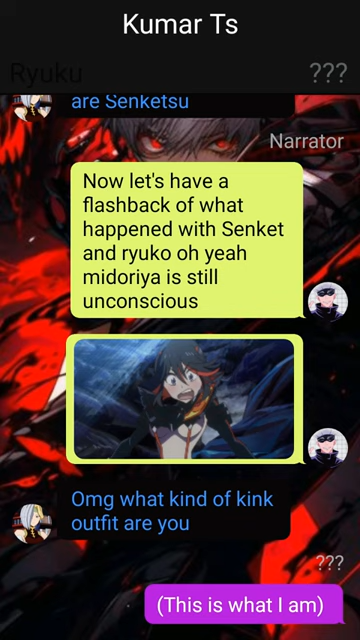 Kumar Ts
Ryuku
???
are Senketsu
Narrator
Now let's have a
flashback of what
happened with Senket
and ryuko oh yeah
midoriya is still
unconscious
Omg what kind of kink
outfit are you
???
(This is what I am)